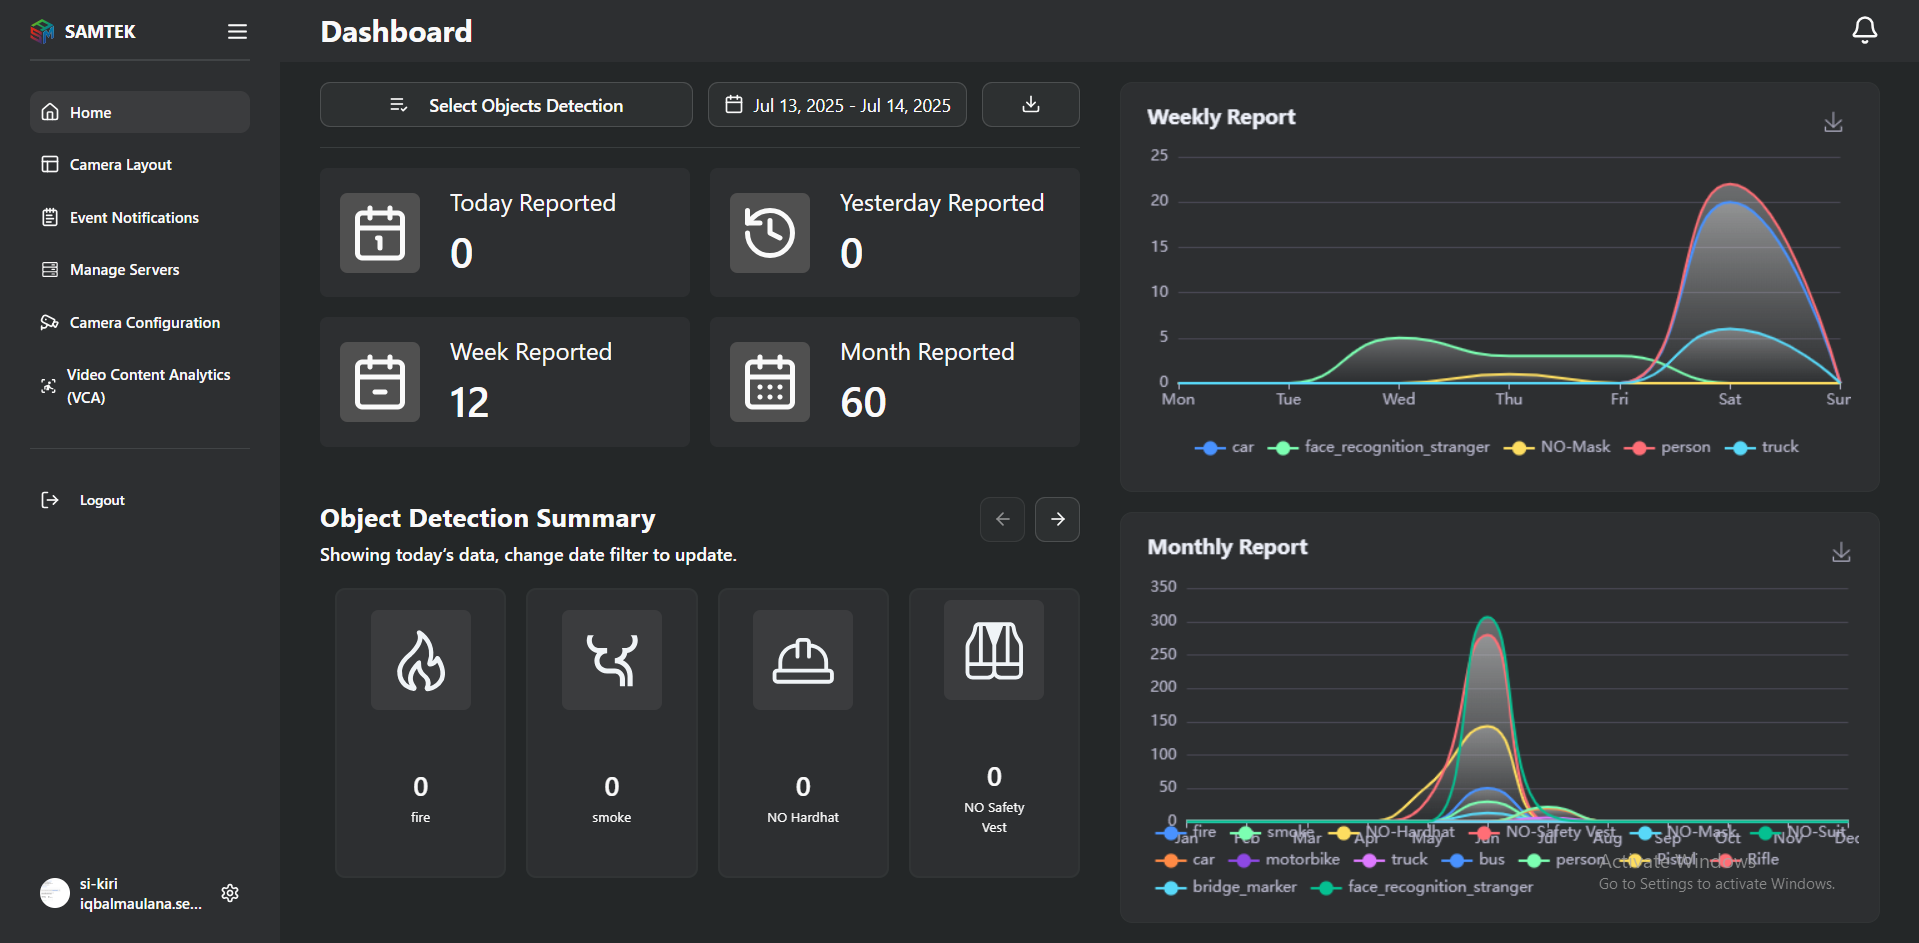 SAMTEK
Home
Camera Layout
Event Notifications
Manage Servers
Camera Configuration
Video Content Analytics
(VCA)
Logout
si-kiri
iqbalmaulana.se...
Dashboard
Select Objects Detection
Jul 13, 2025 - Jul 14, 2025
Today Reported
0
Yesterday Reported
0
Week Reported
12
Month Reported
60
Object Detection Summary
Showing today's data, change date filter to update.
0
fire
0
smoke
0
NO Hardhat
0
NO Safety
Vest
Weekly Report
25
20
15
10
5
0
Mon Tue Wed Thu Fri Sat Sun
car face_recognition_stranger NO-Mask person truck
Monthly Report
350
300
250
200
150
100
50
0
Jan Feb Mar Apr May Jun Jul Aug Sep Oct Nov Dec
fire smoke NO-Hardhat NO-Safety Vest NO-Mask NO-Suit
car motorbike truck bus person Pistol Rifle
bridge_marker face_recognition_stranger
Activate Windows
Go to Settings to activate Windows.